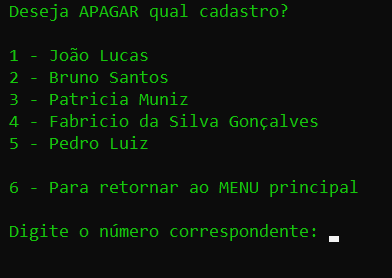 Deseja APAGAR qual cadastro?
1 - João Lucas
2 - Bruno Santos
3 - Patricia Muniz
4 - Fabricio da Silva Gonçalves
5 - Pedro Luiz
6 - Para retornar ao MENU principal
Digite o número correspondente: